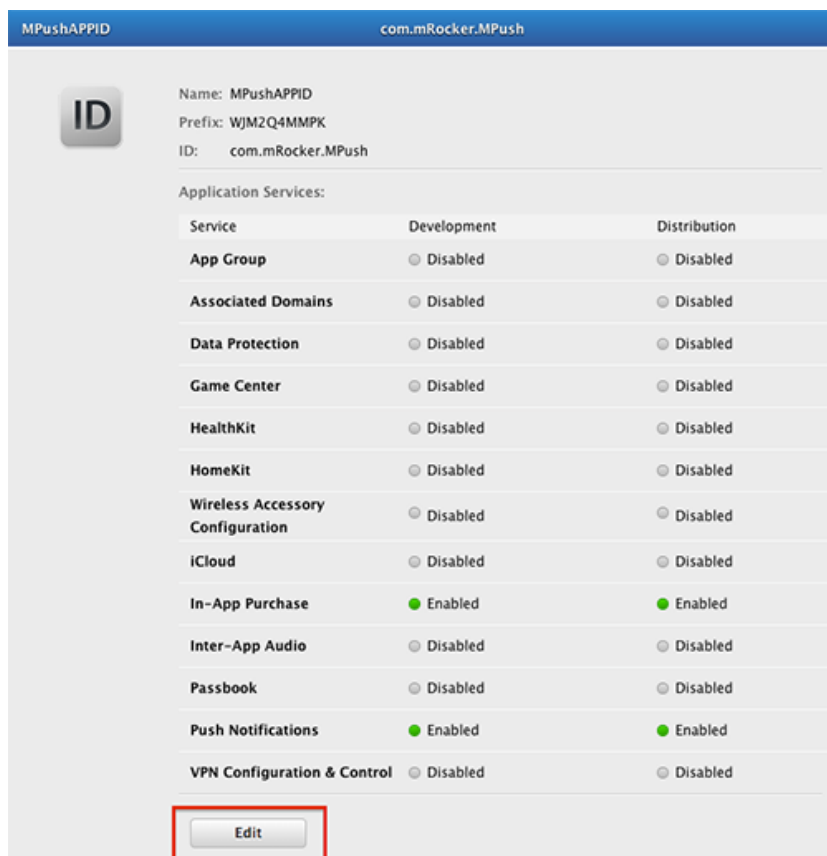 MPushAPPID com.mRocker.MPush
ID
Name: MPushAPPID
Prefix: WJM2Q4MMPK
ID: com.mRocker.MPush
Application Services:
Service Development Distribution
App Group Disabled Disabled
Associated Domains Disabled Disabled
Data Protection Disabled Disabled
Game Center Disabled Disabled
HealthKit Disabled Disabled
HomeKit Disabled Disabled
Wireless Accessory
Configuration Disabled Disabled
iCloud Disabled Disabled
In-App Purchase Enabled Enabled
Inter-App Audio Disabled Disabled
Passbook Disabled Disabled
Push Notifications Enabled Enabled
VPN Configuration & Control Disabled Disabled
Edit